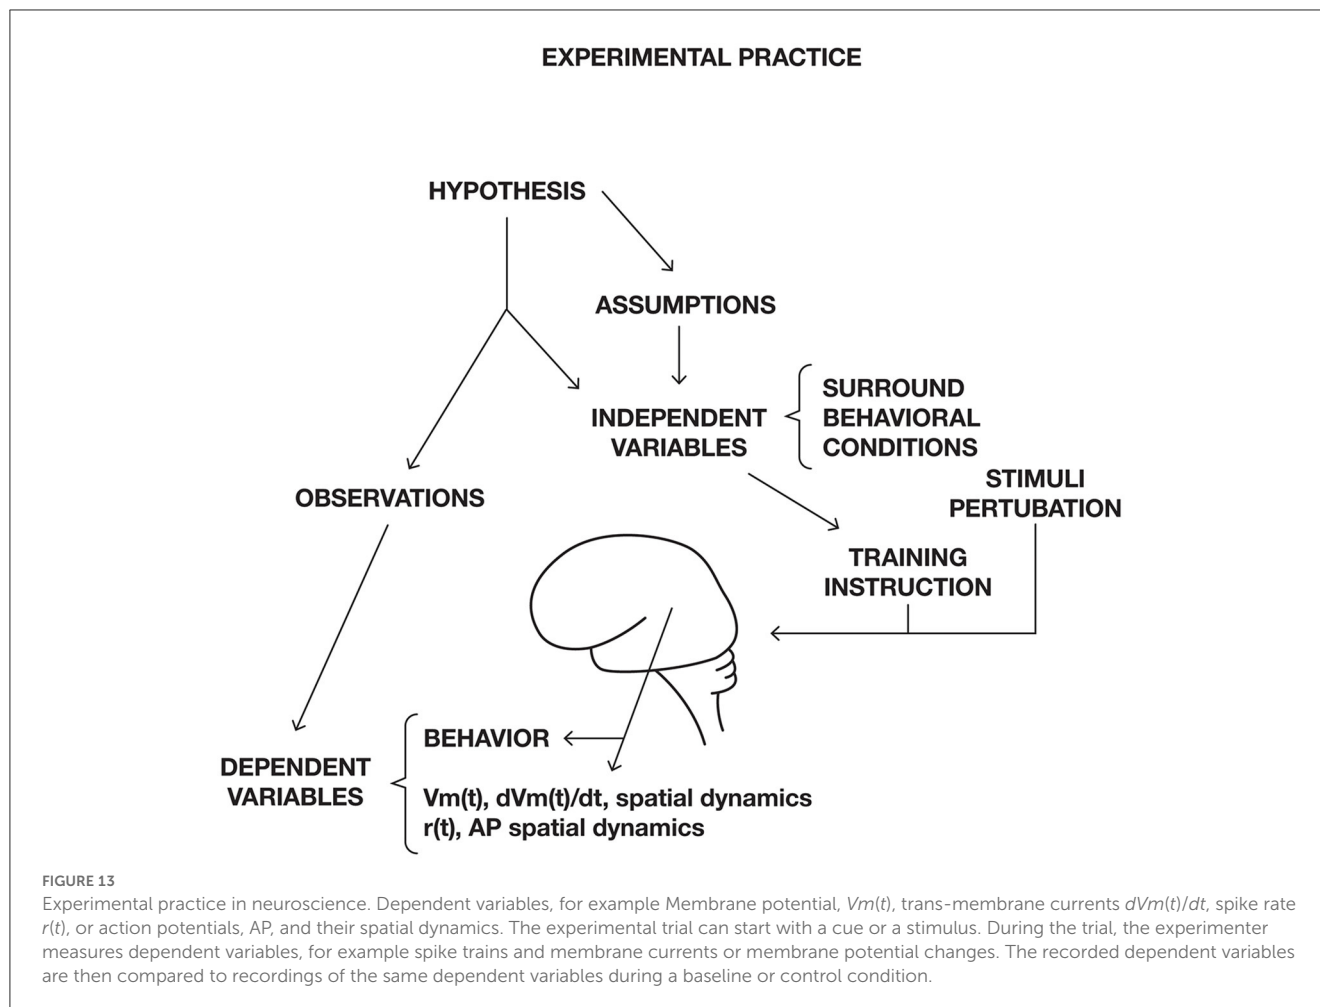 EXPERIMENTAL PRACTICE
HYPOTHESIS
ASSUMPTIONS
INDEPENDENT
VARIABLES
SURROUND
BEHAVIORAL
CONDITIONS
STIMULI
PERTUBATION
OBSERVATIONS
TRAINING
INSTRUCTION
DEPENDENT
VARIABLES
BEHAVIOR
Vm(t), dVm(t)/dt, spatial dynamics
r(t), AP spatial dynamics
FIGURE 13
Experimental practice in neuroscience. Dependent variables, for example Membrane potential, Vm(t), trans-membrane currents dVm(t)/dt, spike rate
r(t), or action potentials, AP, and their spatial dynamics. The experimental trial can start with a cue or a stimulus. During the trial, the experimenter
measures dependent variables, for example spike trains and membrane currents or membrane potential changes. The recorded dependent variables
are then compared to recordings of the same dependent variables during a baseline or control condition.